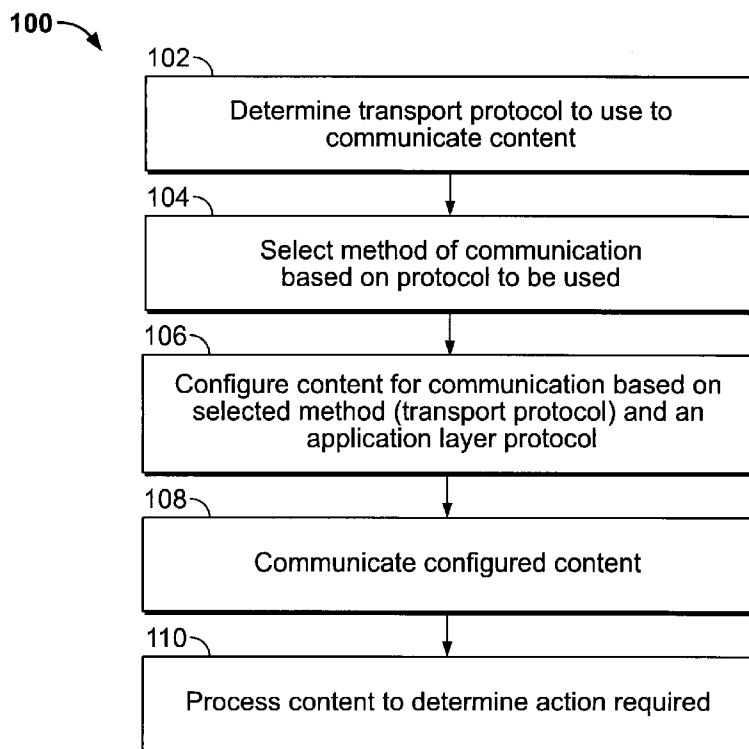 100
102
Determine transport protocol to use to
communicate content
104
Select method of communication
based on protocol to be used
106
Configure content for communication based on
selected method (transport protocol) and an
application layer protocol
108
Communicate configured content
110
Process content to determine action required